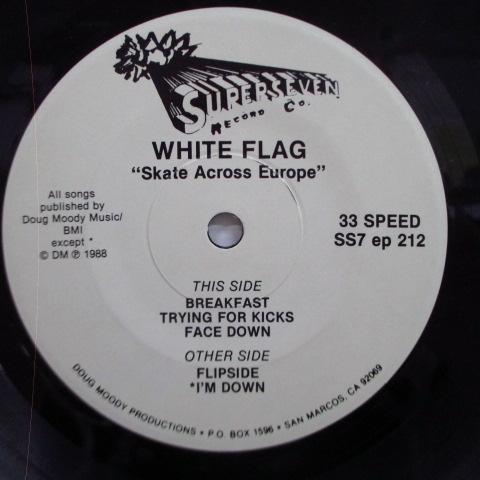 SUPERSEVEN
RECORD Co.
WHITE FLAG
"Skate Across Europe"
All songs
published by
Doug Moody Music/
BMI
except *
© DM ℗ 1988
33 SPEED
SS7 ep 212
THIS SIDE
BREAKFAST
TRYING FOR KICKS
FACE DOWN
OTHER SIDE
FLIPSIDE
*I'M DOWN
DOUG MOODY PRODUCTIONS • P.O. BOX 1596 • SAN MARCOS, CA 92069